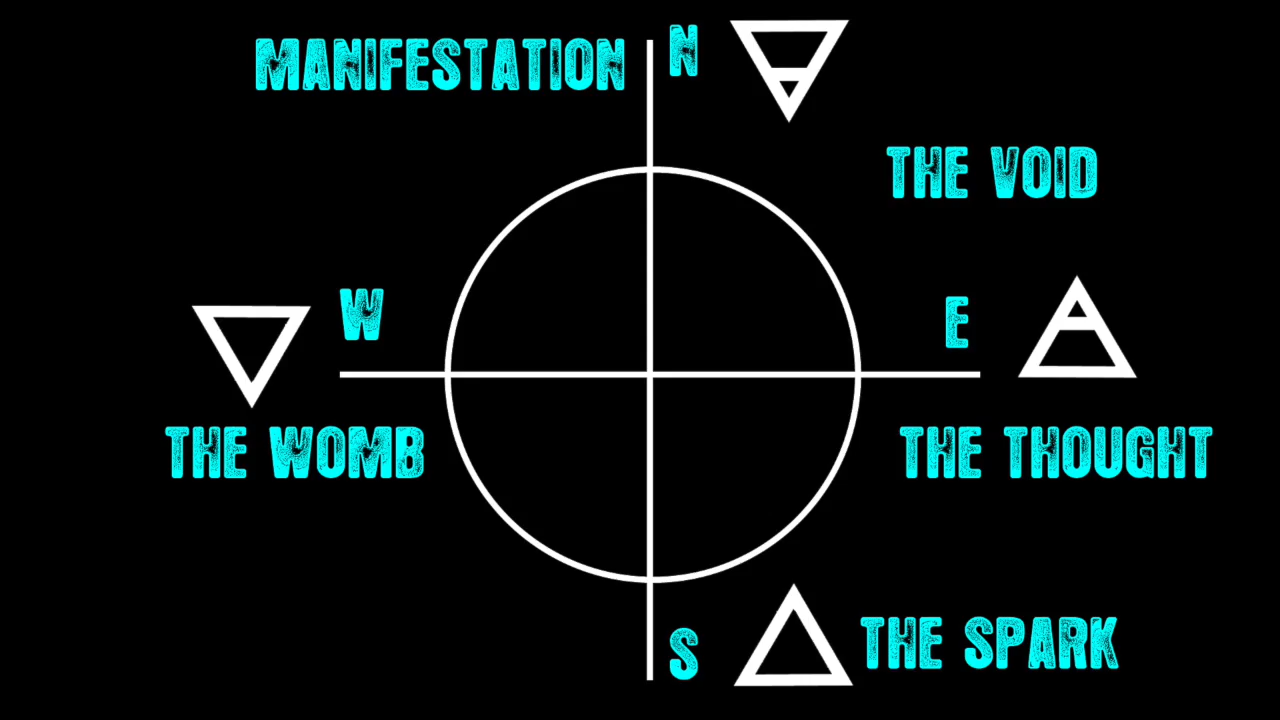 MANIFESTATION
N
THE VOID
W
E
THE WOMB
THE THOUGHT
S
THE SPARK